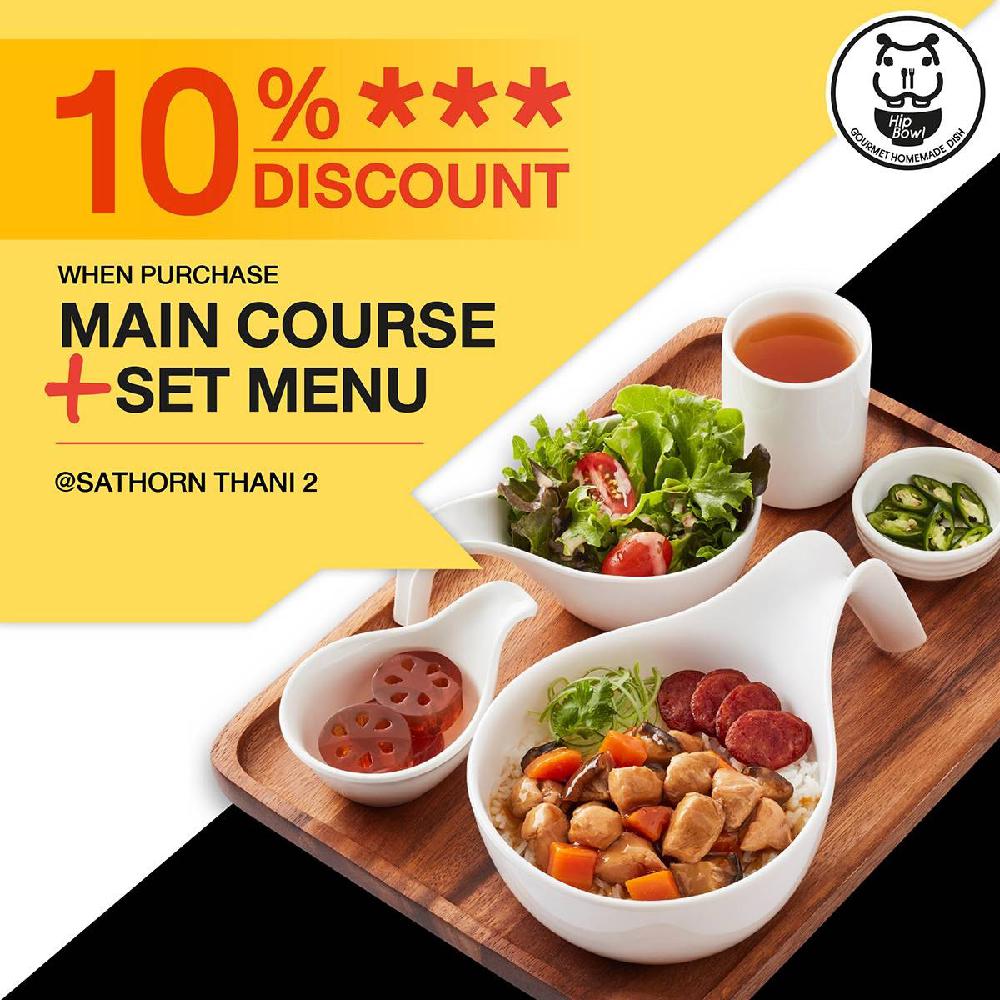 10% ***
DISCOUNT
WHEN PURCHASE
MAIN COURSE
+SET MENU
@SATHORN THANI 2
Hip
Bowl
GOURMET HOMEMADE DISH